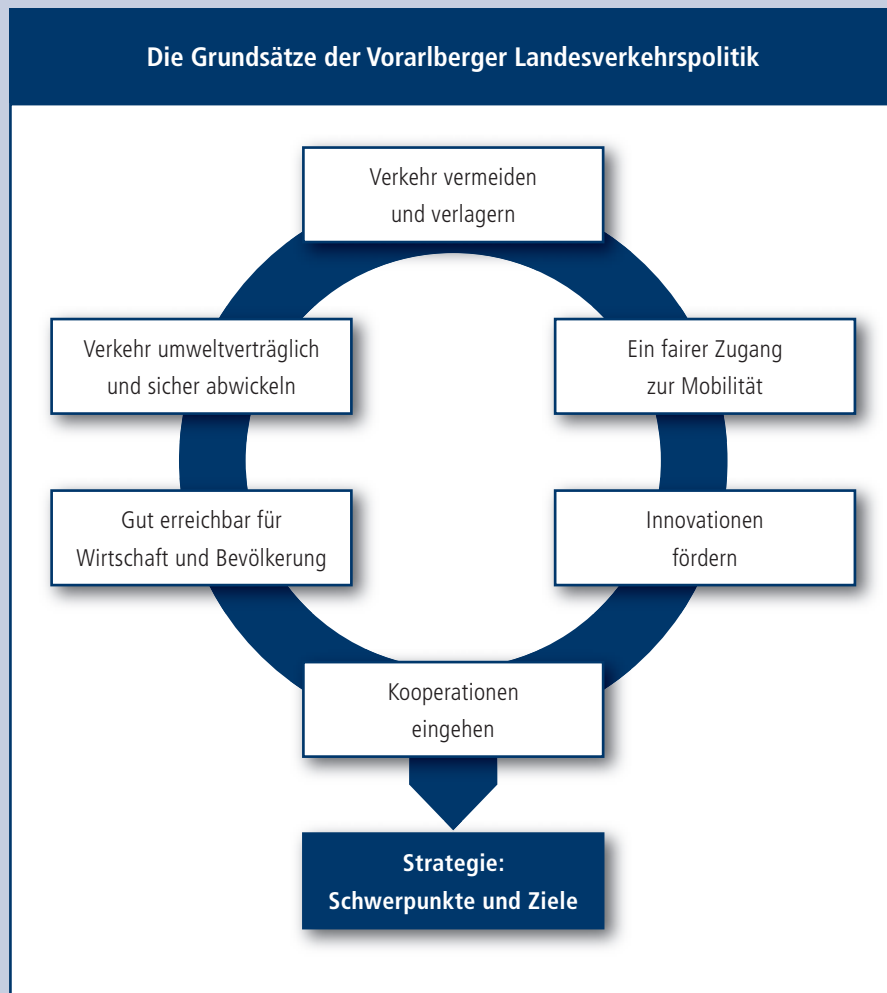 Die Grundsätze der Vorarlberger Landesverkehrspolitik
Verkehr vermeiden
und verlagern
Verkehr umweltverträglich
und sicher abwickeln
Ein fairer Zugang
zur Mobilität
Gut erreichbar für
Wirtschaft und Bevölkerung
Innovationen
fördern
Kooperationen
eingehen
Strategie:
Schwerpunkte und Ziele